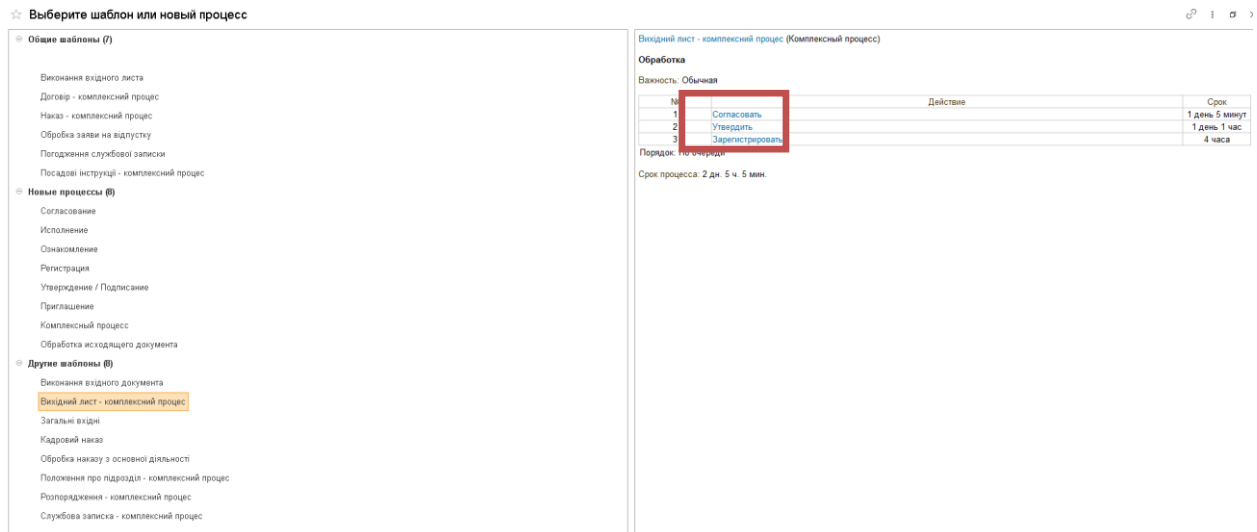 Выберите шаблон или новый процесс
Общие шаблоны (7)
Виконання вхідного листа
Договір - комплексний процес
Наказ - комплексний процес
Обробка заяви на відпустку
Погодження службової записки
Посадові інструкції - комплексний процес
Новые процессы (8)
Согласование
Исполнение
Ознакомление
Регистрация
Утверждение / Подписание
Приглашение
Комплексный процесс
Обработка исходящего документа
Другие шаблоны (8)
Виконання вхідного документа
Вихідний лист - комплексний процес
Загальні вхідні
Кадровий наказ
Обробка наказу з основної діяльності
Положення про підрозділ - комплексний процес
Розпорядження - комплексний процес
Службова записка - комплексний процес
Вихідний лист - комплексний процес (Комплексный процесс)
Обработка
Важность: Обычная
Действие Срок
1 Согласовать 1 день 5 минут
2 Утвердить 1 день 1 час
3 Зарегистрировать 4 часа
Порядок: По очереди
Срок процесса: 2 дн. 5 ч. 5 мин.